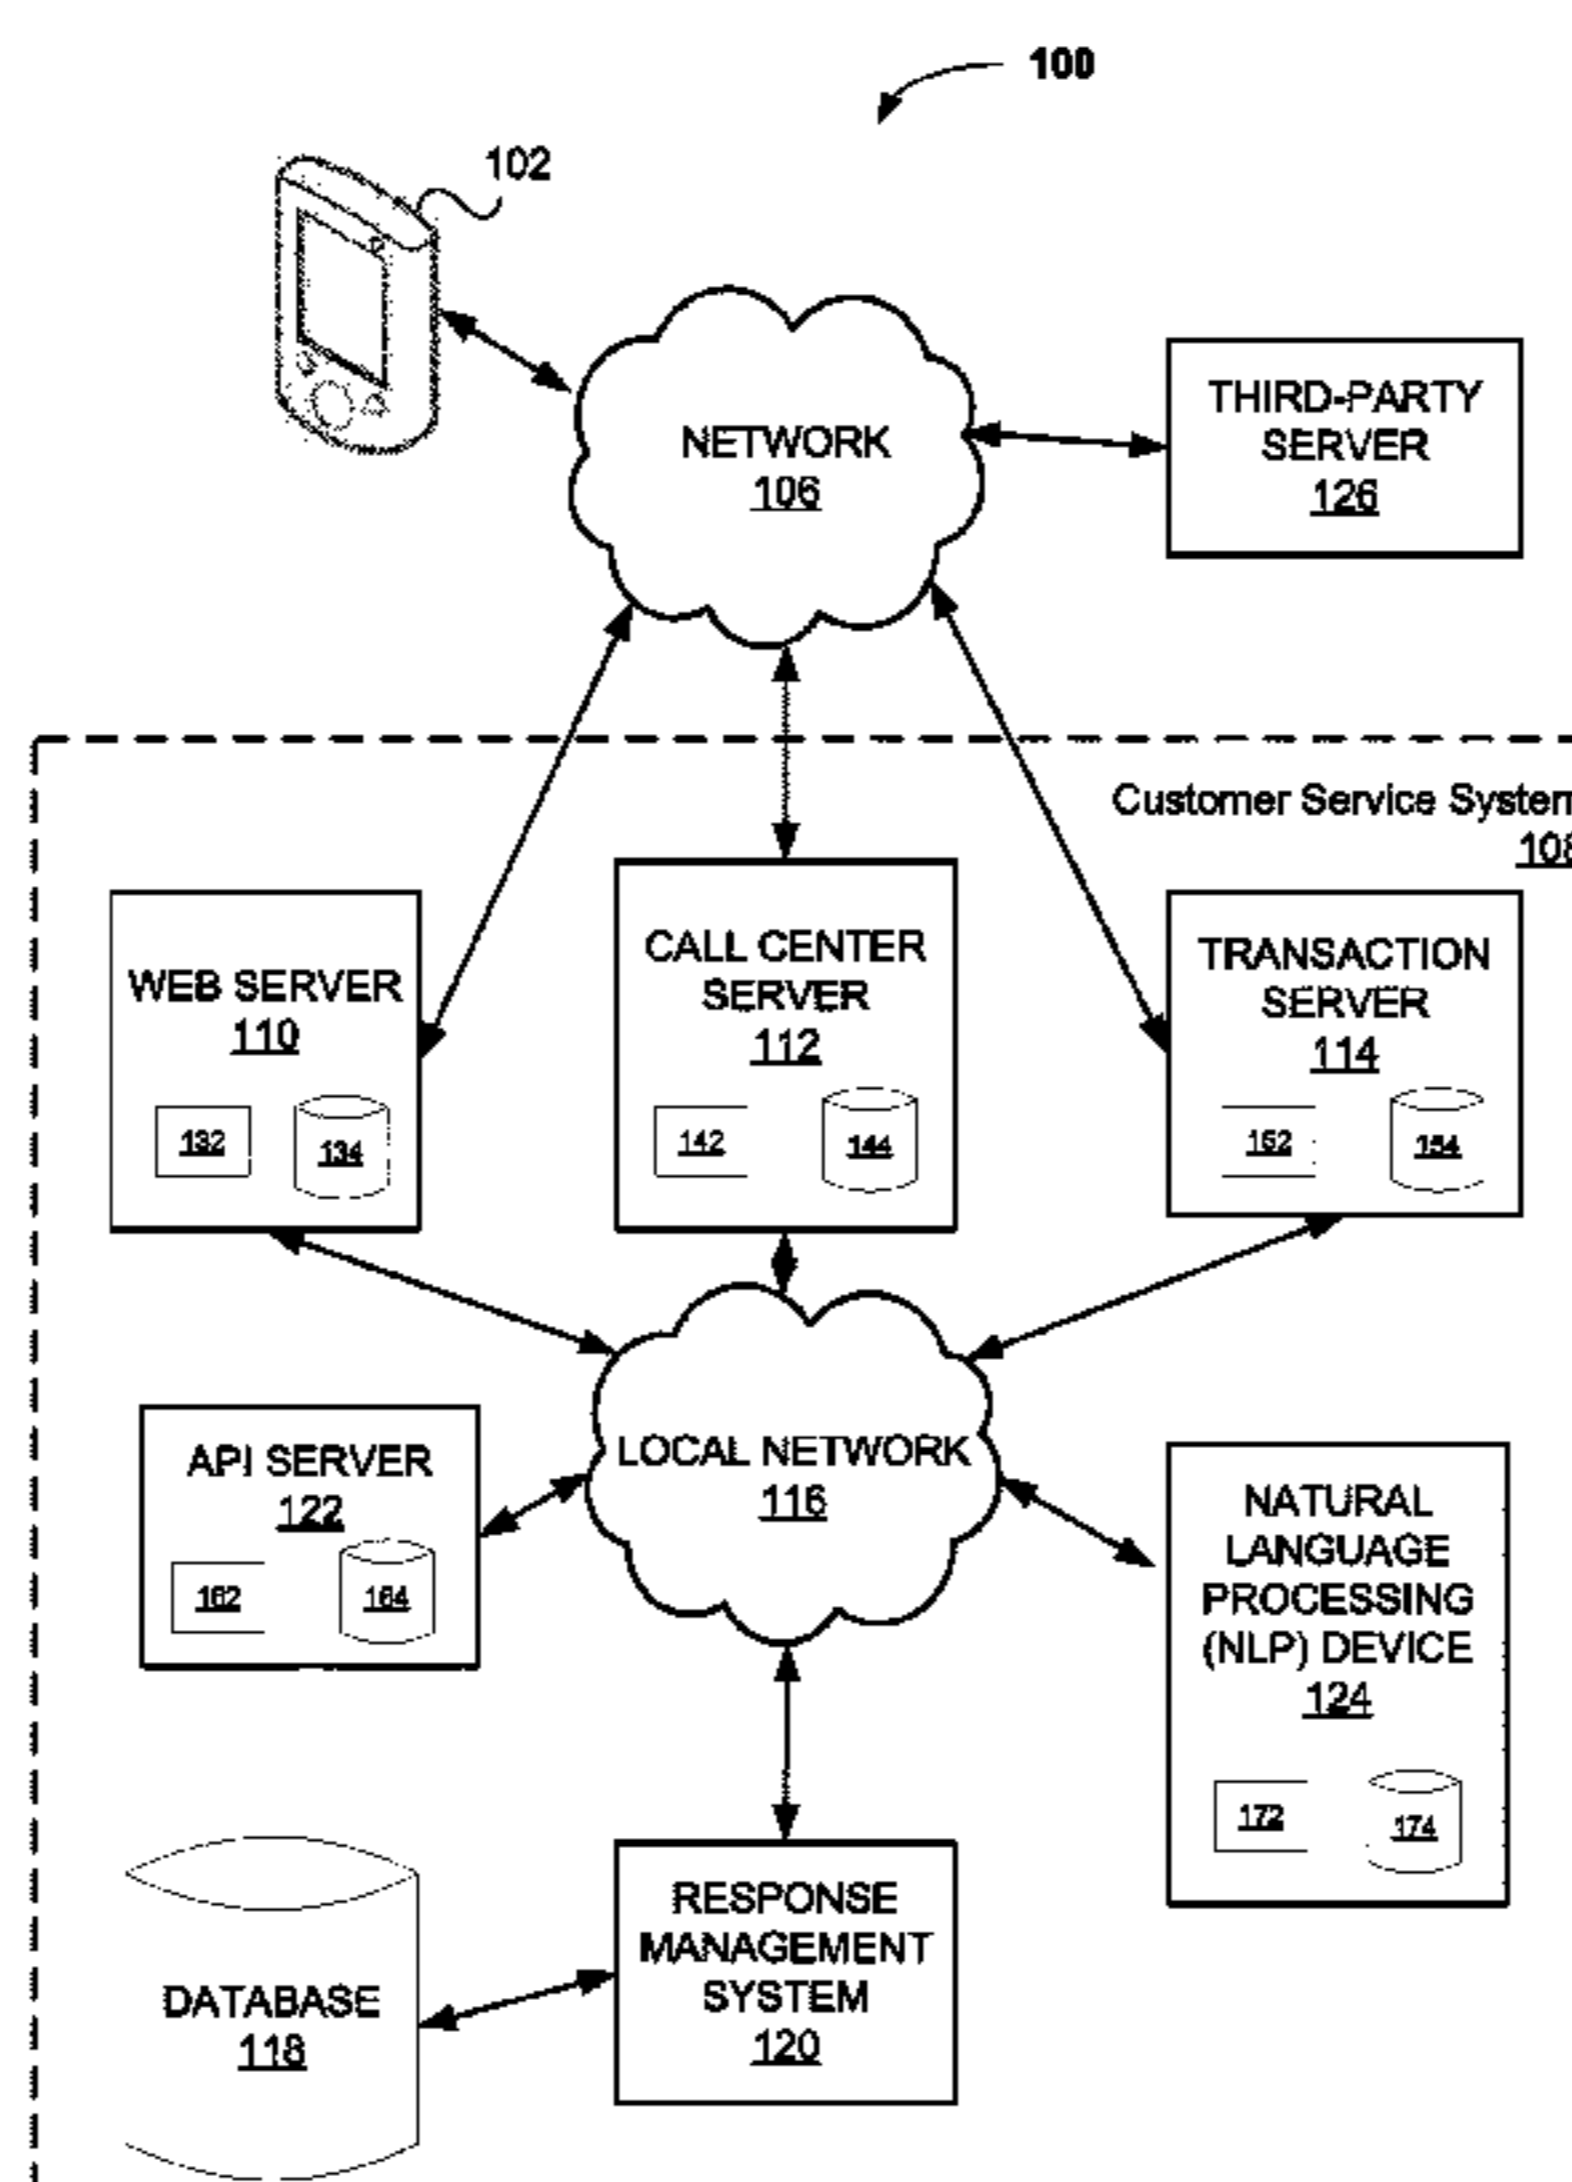 100
102
NETWORK
106
THIRD-PARTY
SERVER
126
Customer Service System
108
WEB SERVER
110
132
134
CALL CENTER
SERVER
112
142
144
TRANSACTION
SERVER
114
152
154
API SERVER
122
162
164
LOCAL NETWORK
116
NATURAL
LANGUAGE
PROCESSING
(NLP) DEVICE
124
172
174
DATABASE
118
RESPONSE
MANAGEMENT
SYSTEM
120